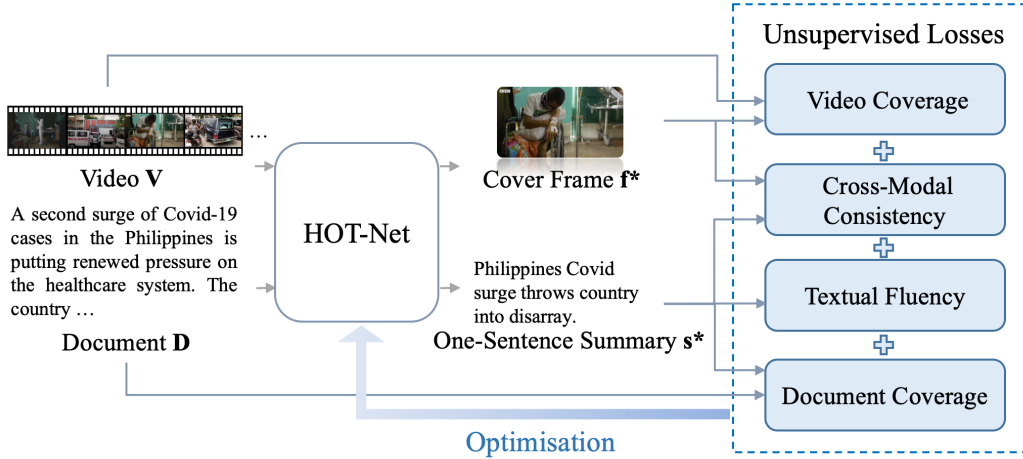 Unsupervised Losses
Video Coverage
Cross-Modal
Consistency
Textual Fluency
Document Coverage
...
Video V
A second surge of Covid-19
cases in the Philippines is
putting renewed pressure on
the healthcare system. The
country …
Document D
HOT-Net
BBC
Cover Frame f*
Philippines Covid
surge throws country
into disarray.
One-Sentence Summary s*
Optimisation